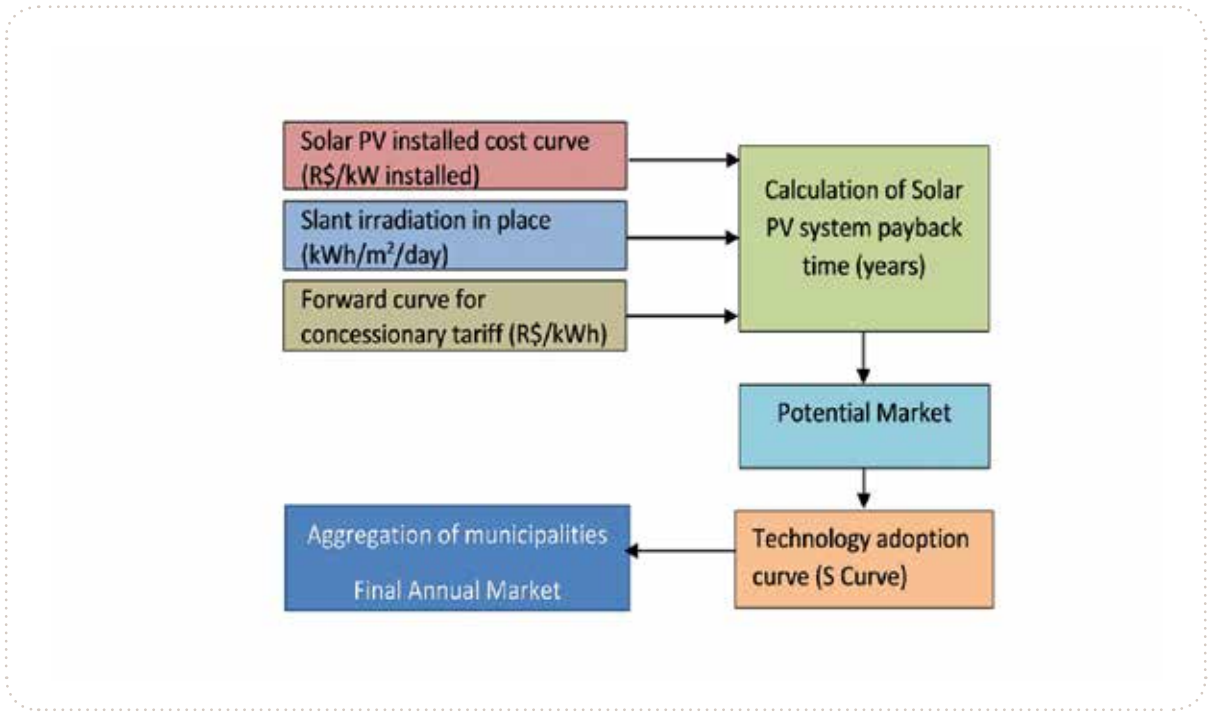 Solar PV installed cost curve
(R$/kW installed)
Slant irradiation in place
(kWh/m²/day)
Forward curve for
concessionary tariff (R$/kWh)
Calculation of Solar
PV system payback
time (years)
Potential Market
Technology adoption
curve (S Curve)
Aggregation of municipalities
Final Annual Market